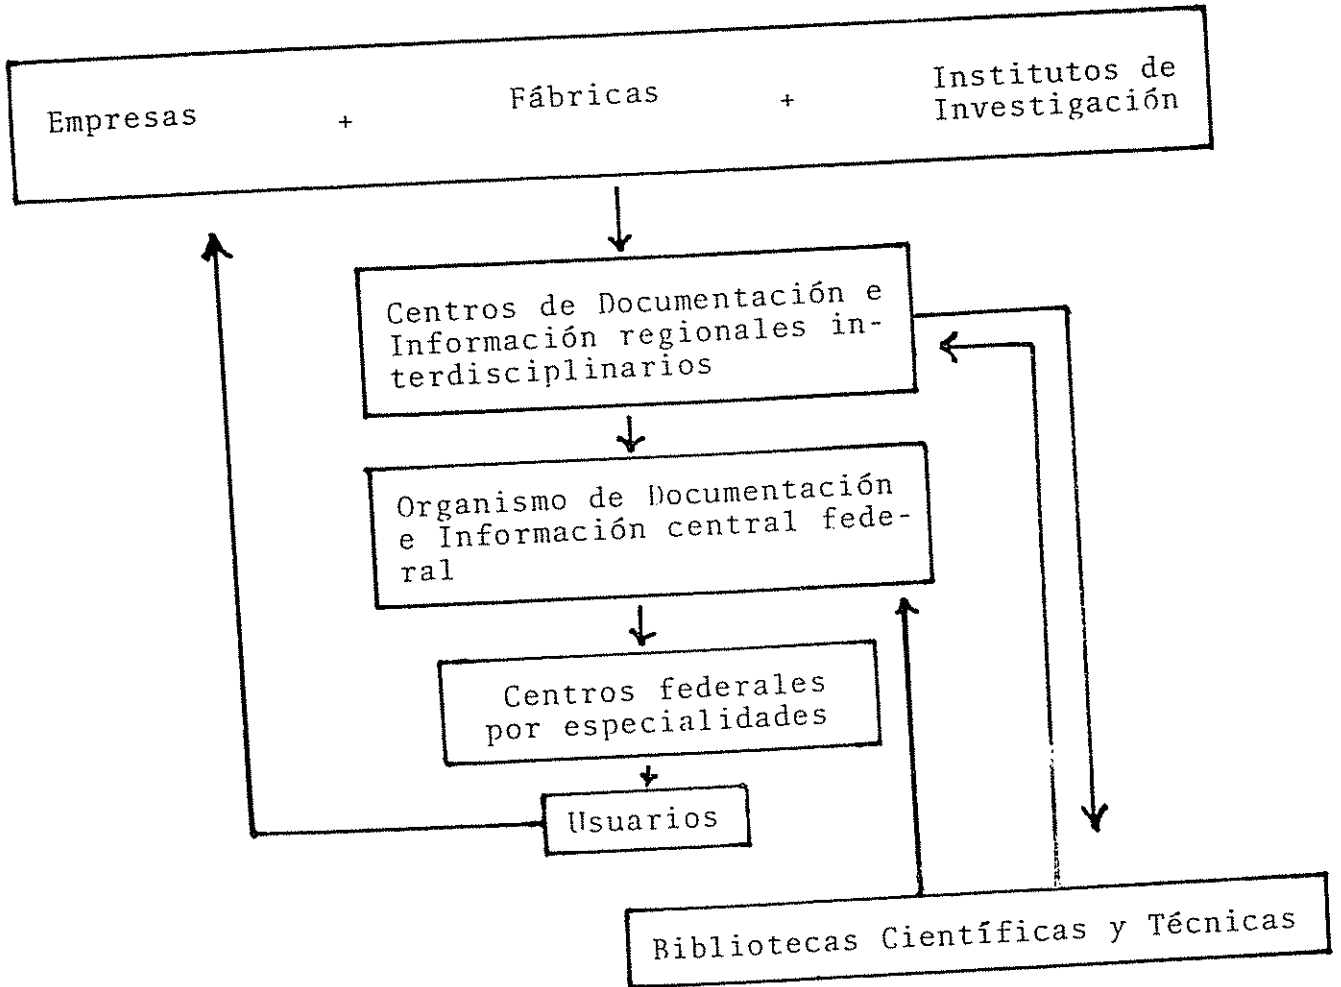 Empresas + Fábricas + Institutos de
Investigación
Centros de Documentación e
Información regionales in-
terdisciplinarios
Organismo de Documentación
e Información central fede-
ral
Centros federales
por especialidades
Usuarios
Bibliotecas Científicas y Técnicas